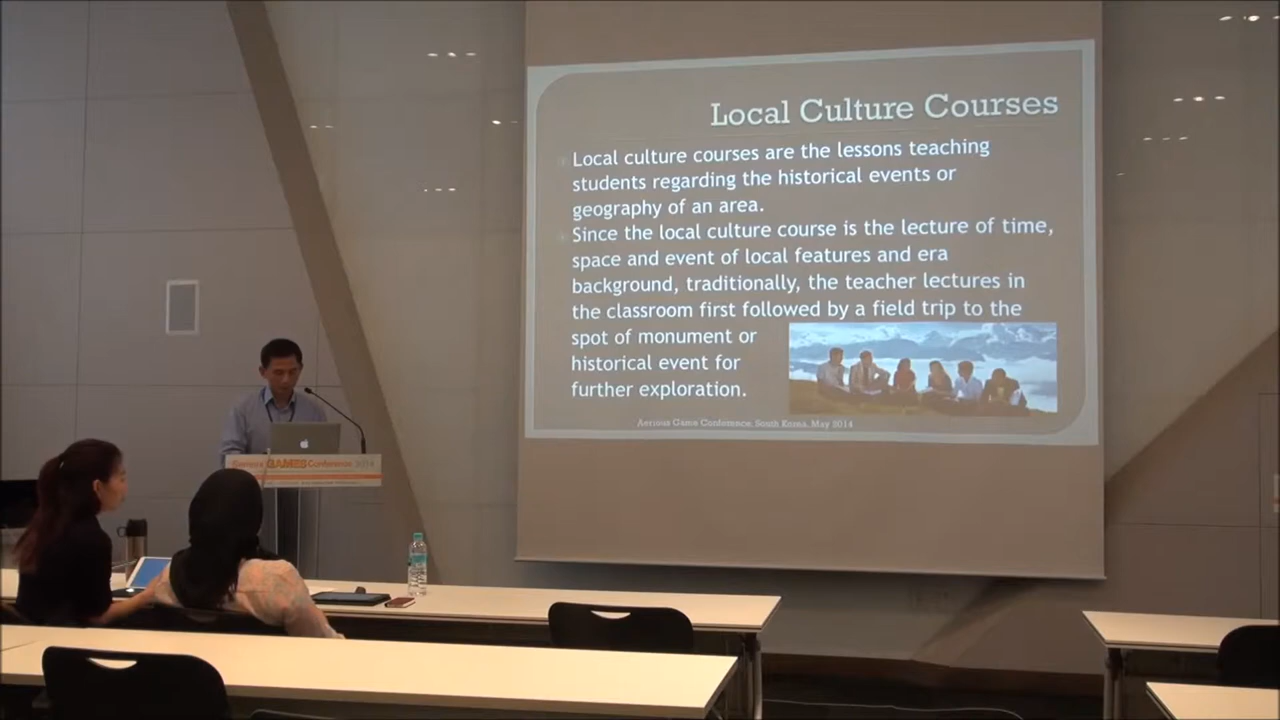 Local Culture Courses
Local culture courses are the lessons teaching
students regarding the historical events or
geography of an area.
Since the local culture course is the lecture of time,
space and event of local features and era
background, traditionally, the teacher lectures in
the classroom first followed by a field trip to the
spot of monument or
historical event for
further exploration.
Aerious Game Conference, South Korea, May 2014
Serious GAMES Conference 2014